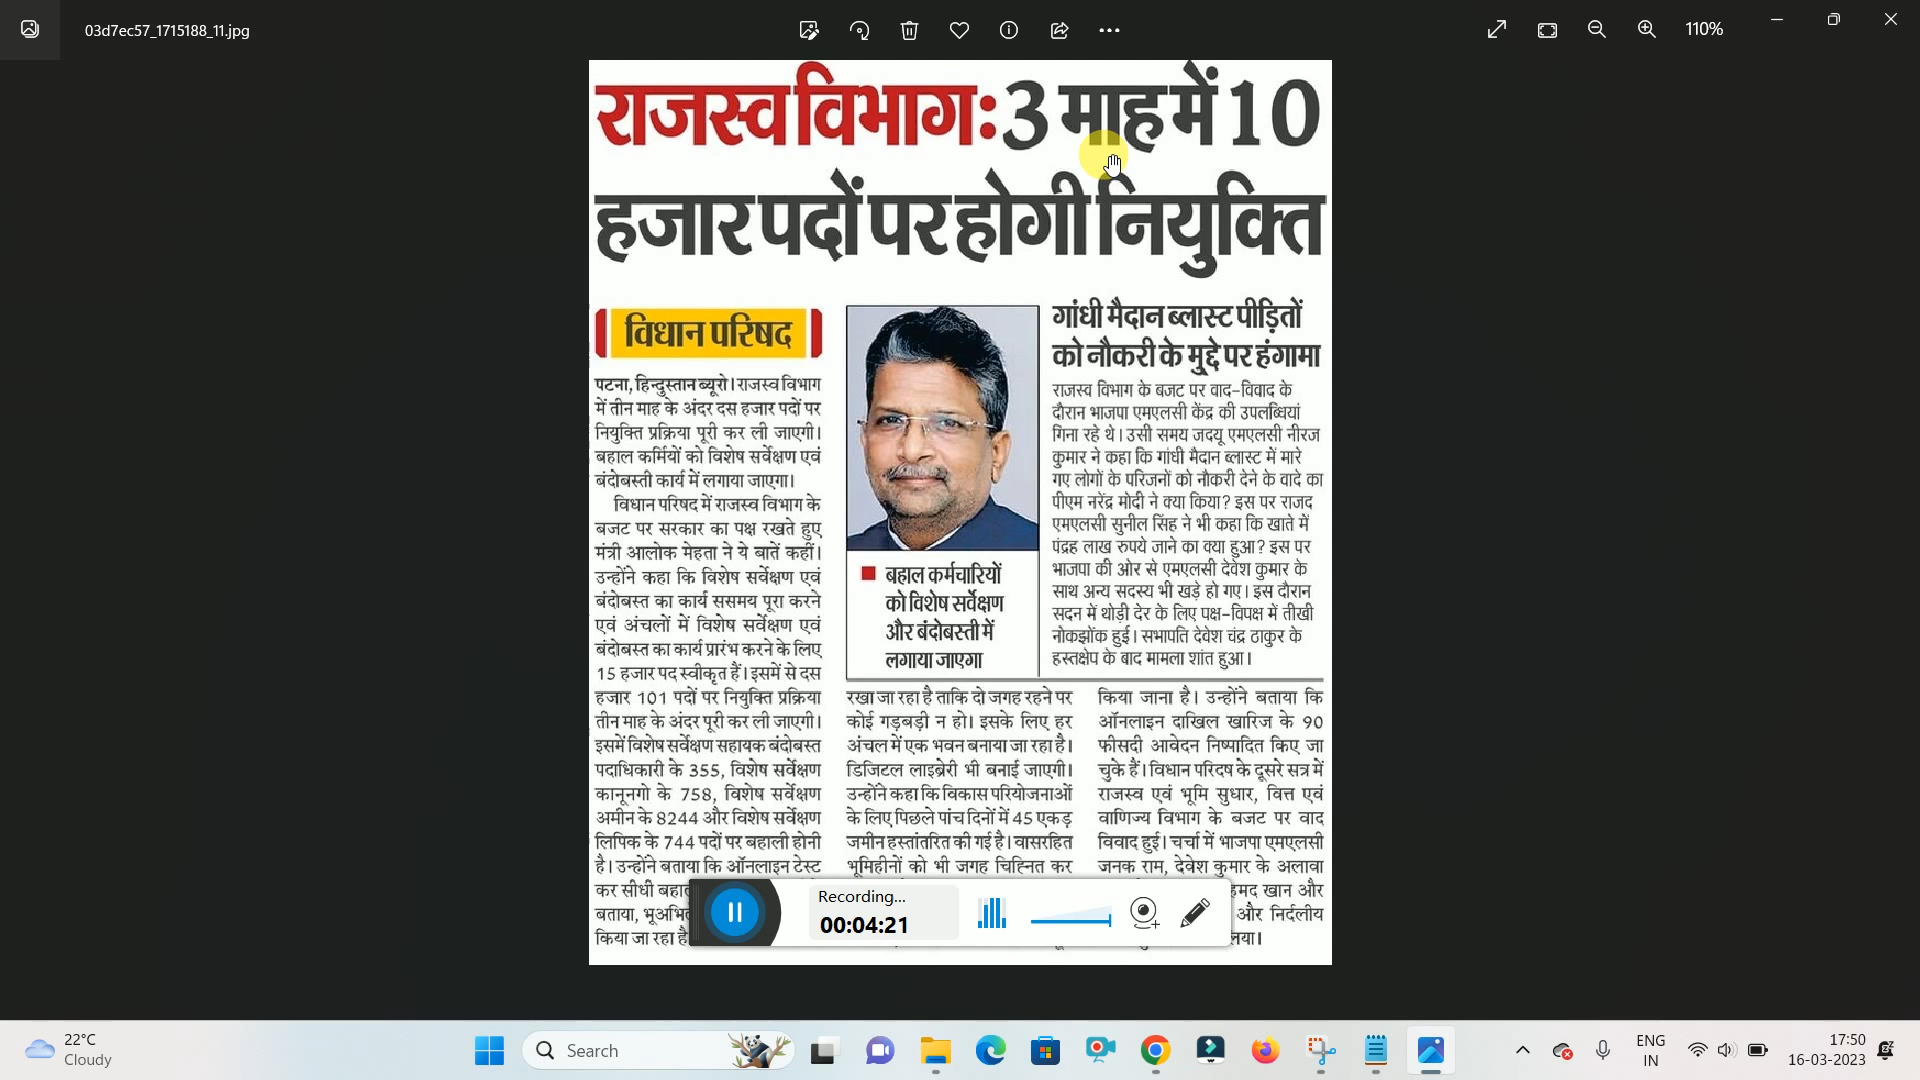 03d7ec57_1715188_11.jpg
110%
राजस्व विभाग: 3 माह में 10
हजार पदों पर होगी नियुक्ति
विधान परिषद
पटना, हिन्दुस्तान ब्यूरो। राजस्व विभाग
में तीन माह के अंदर दस हजार पदों पर
नियुक्ति प्रक्रिया पूरी कर ली जाएगी।
बहाल कर्मियों को विशेष सर्वेक्षण एवं
बंदोबस्ती कार्य में लगाया जाएगा।
विधान परिषद में राजस्व विभाग के
बजट पर सरकार का पक्ष रखते हुए
मंत्री आलोक मेहता ने ये बातें कहीं।
उन्होंने कहा कि विशेष सर्वेक्षण एवं
बंदोबस्त का कार्य ससमय पूरा करने
एवं अंचलों में विशेष सर्वेक्षण एवं
बंदोबस्त का कार्य प्रारंभ करने के लिए
15 हजार पद स्वीकृत हैं। इसमें से दस
हजार 101 पदों पर नियुक्ति प्रक्रिया
तीन माह के अंदर पूरी कर ली जाएगी।
इसमें विशेष सर्वेक्षण सहायक बंदोबस्त
पदाधिकारी के 355, विशेष सर्वेक्षण
कानूनगो के 758, विशेष सर्वेक्षण
अमीन के 8244 और विशेष सर्वेक्षण
लिपिक के 744 पदों पर बहाली होनी
है। उन्होंने बताया कि ऑनलाइन टेस्ट
कर सीधी
बताया,
किया जा रहा है
बहाल कर्मचारियों
को विशेष सर्वेक्षण
और बंदोबस्ती में
लगाया जाएगा
गांधी मैदान ब्लास्ट पीड़ितों
को नौकरी के मुद्दे पर हंगामा
राजस्व विभाग के बजट पर वाद-विवाद के
दौरान भाजपा एमएलसी केंद्र की उपलब्धियां
गिना रहे थे। उसी समय जदयू एमएलसी नीरज
कुमार ने कहा कि गांधी मैदान ब्लास्ट में मारे
गए लोगों के परिजनों को नौकरी देने के वादे का
पीएम नरेंद्र मोदी ने क्या किया? इस पर राजद
एमएलसी सुनील सिंह ने भी कहा कि खाते में
पंद्रह लाख रुपये जाने का क्या हुआ? इस पर
भाजपा की ओर से एमएलसी देवेश कुमार के
साथ अन्य सदस्य भी खड़े हो गए। इस दौरान
सदन में थोड़ी देर के लिए पक्ष-विपक्ष में तीखी
नोकझोंक हुई। सभापति देवेश चंद्र ठाकुर के
हस्तक्षेप के बाद मामला शांत हुआ।
रखा जा रहा है ताकि दो जगह रहने पर
कोई गड़बड़ी न हो। इसके लिए हर
अंचल में एक भवन बनाया जा रहा है।
डिजिटल लाइब्रेरी भी बनाई जाएगी।
उन्होंने कहा कि विकास परियोजनाओं
के लिए पिछले पांच दिनों में 45 एकड़
जमीन हस्तांतरित की गई है। वासरहित
भूमिहीनों को भी जगह चिह्नित कर
किया जाना है। उन्होंने बताया कि
ऑनलाइन दाखिल खारिज के 90
फीसदी आवेदन निष्पादित किए जा
चुके हैं। विधान परिदष के दूसरे सत्र में
राजस्व एवं भूमि सुधार, वित्त एवं
वाणिज्य विभाग के बजट पर वाद
विवाद हुई। चर्चा में भाजपा एमएलसी
जनक राम, देवेश कुमार के अलावा
खान और
और निर्दलीय
Recording...
00:04:21
22°C
Cloudy
Search
ENG
IN
17:50
16-03-2023